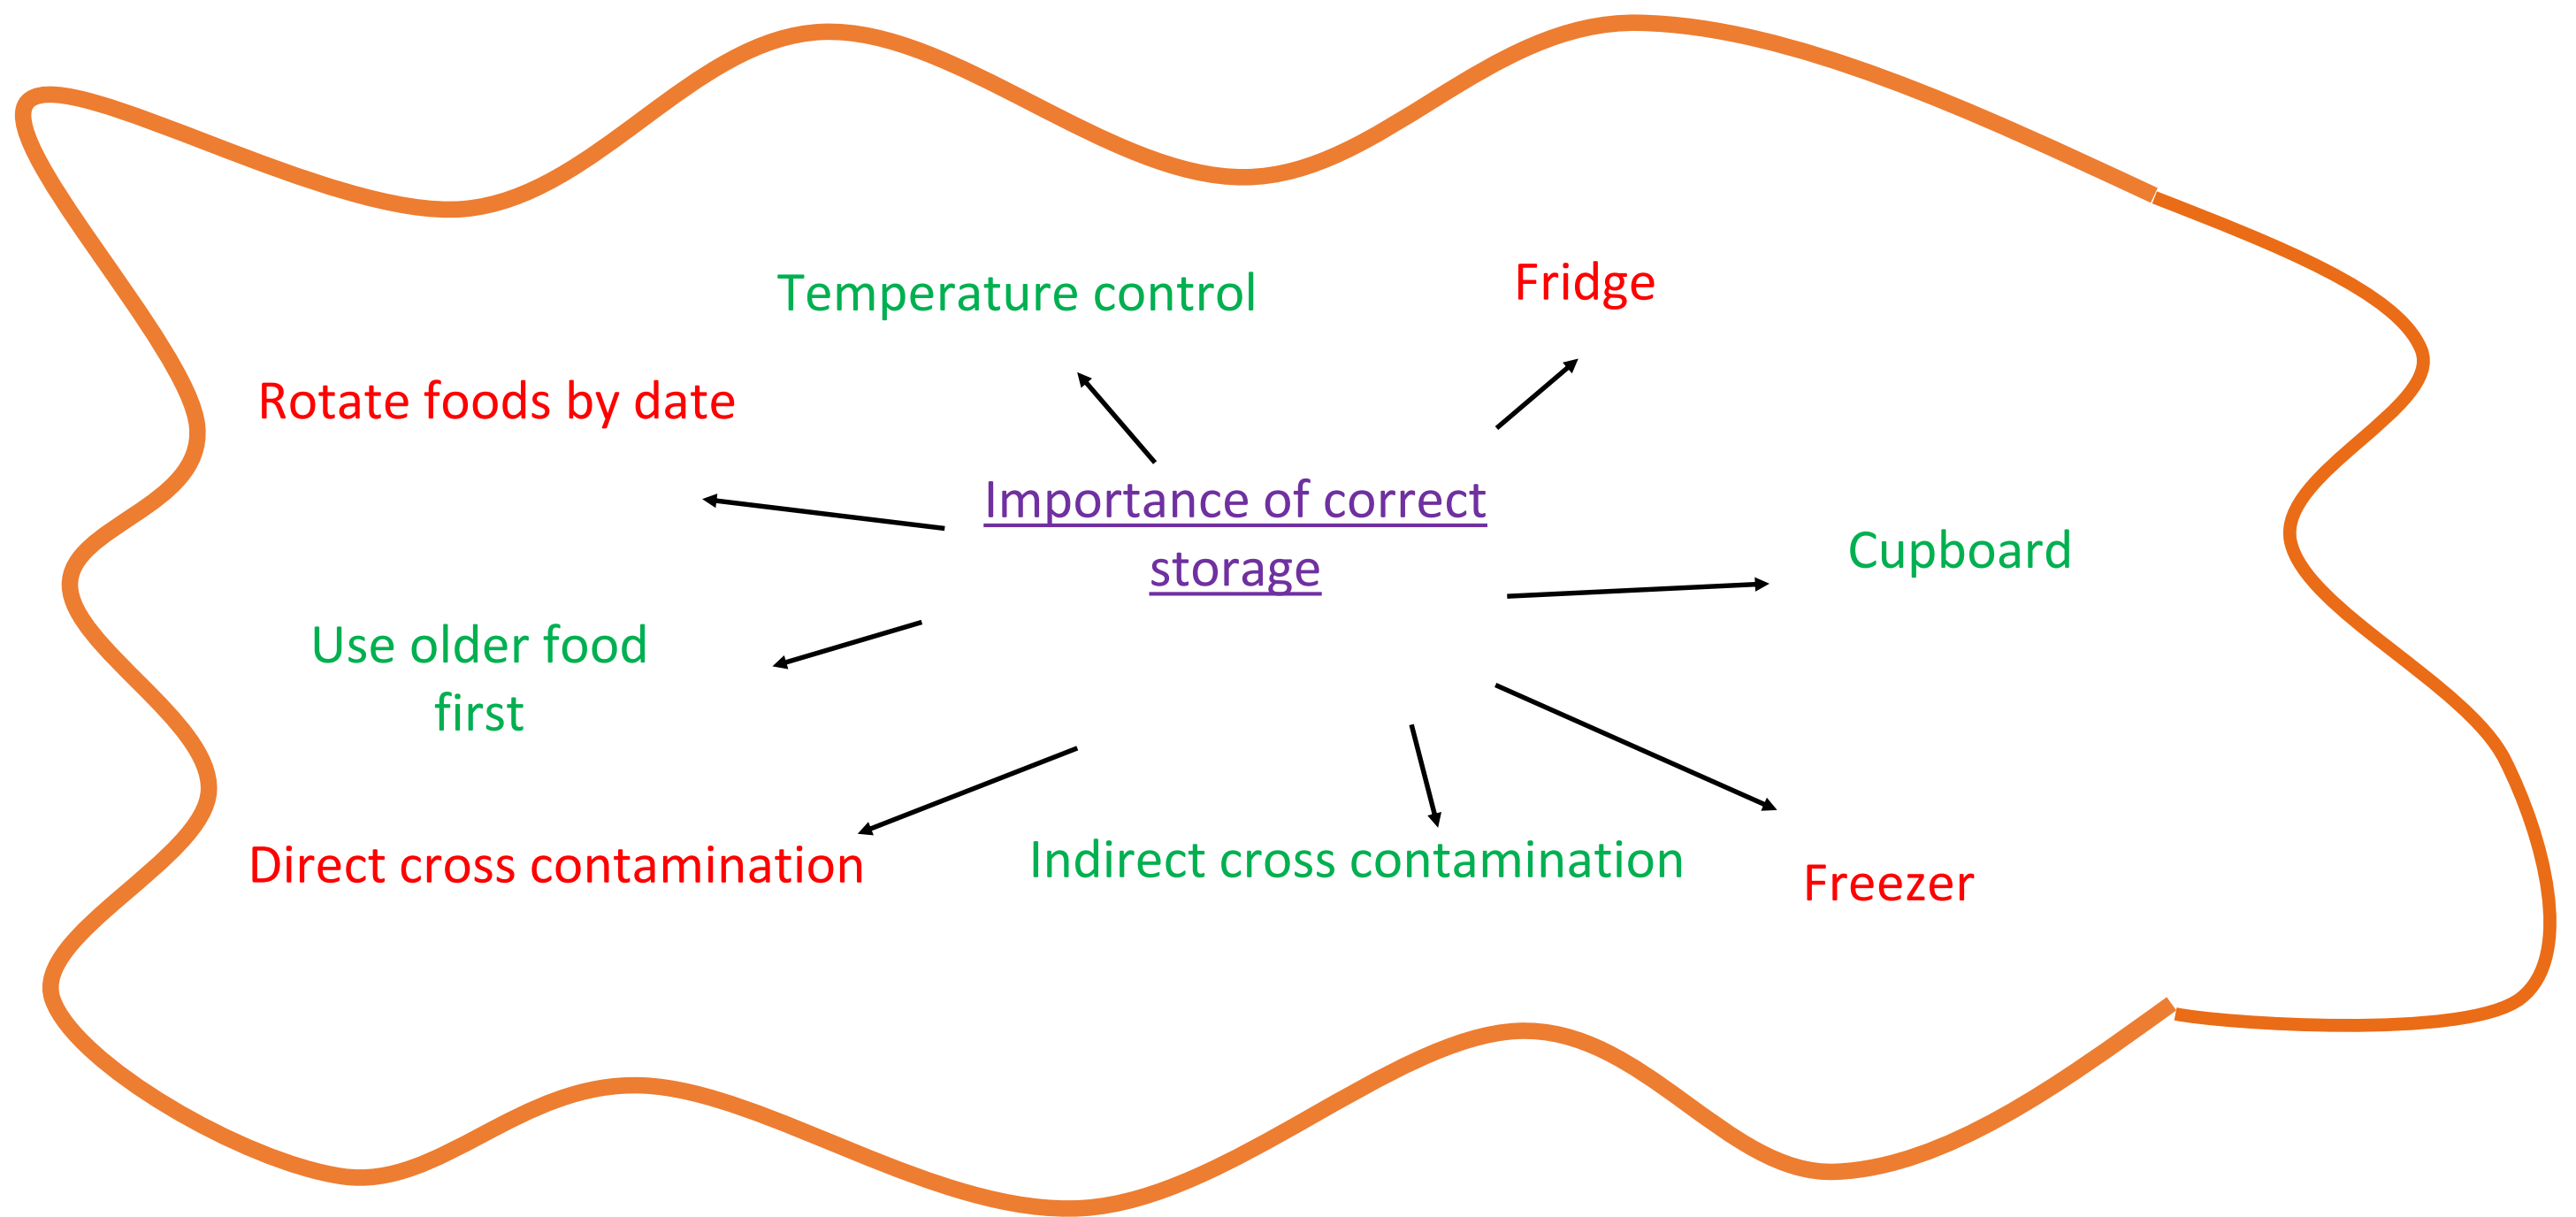 Temperature control
Fridge
Rotate foods by date
Importance of correct
storage
Cupboard
Use older food
first
Direct cross contamination
Indirect cross contamination
Freezer